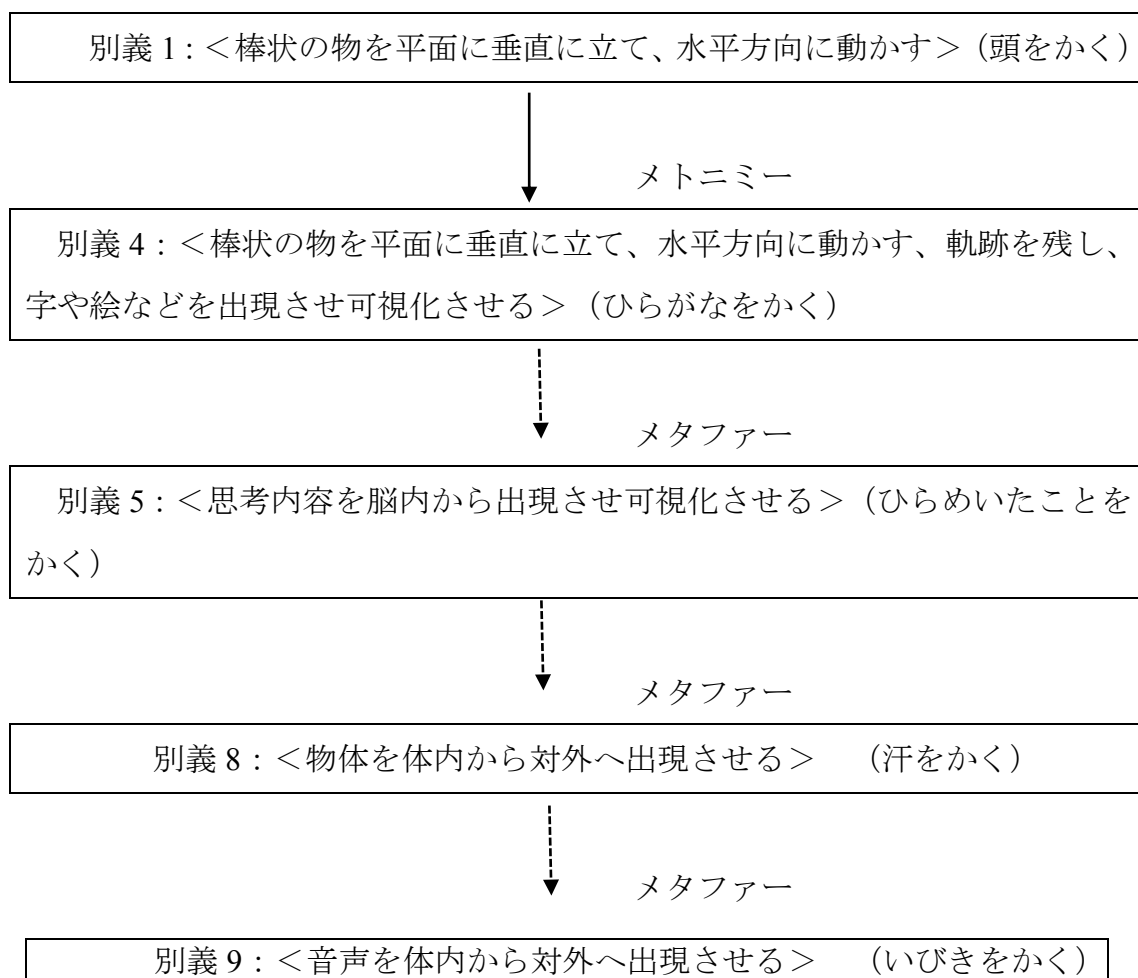 別義 1：＜棒状の物を平面に垂直に立て、水平方向に動かす＞（頭をかく）
メトニミー
別義 4：＜棒状の物を平面に垂直に立て、水平方向に動かす、軌跡を残し、
字や絵などを出現させ可視化させる＞（ひらがなをかく）
メタファー
別義 5：＜思考内容を脳内から出現させ可視化させる＞（ひらめいたことを
かく）
メタファー
別義 8：＜物体を体内から対外へ出現させる＞　（汗をかく）
メタファー
別義 9：＜音声を体内から対外へ出現させる＞　（いびきをかく）